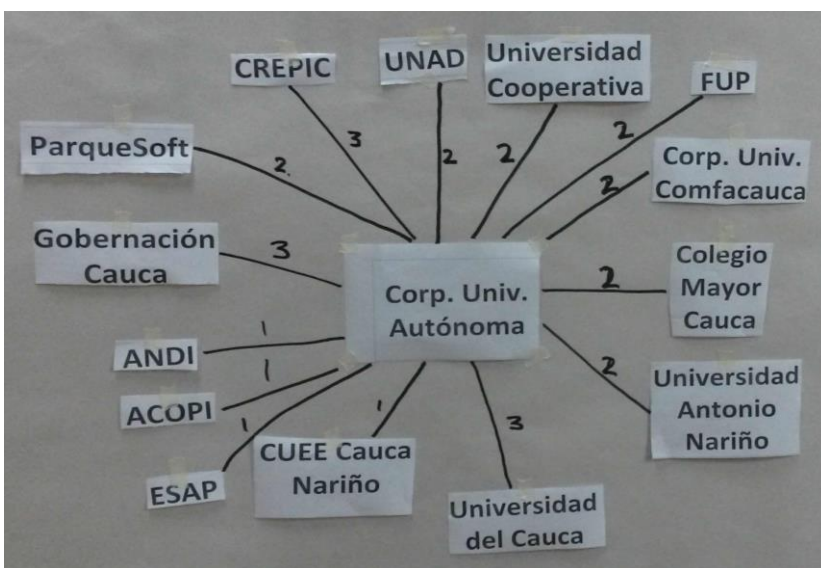 CREPIC
UNAD
Universidad
Cooperativa
FUP
ParqueSoft
Corp. Univ.
Comfacauca
Gobernación
Cauca
Colegio
Mayor
Cauca
Corp. Univ.
Autónoma
ANDI
ACOPI
ESAP
CUEE Cauca
Nariño
Universidad
del Cauca
Universidad
Antonio
Nariño
3
2
2
2
2
2
3
2
1
1
1
1
3
2